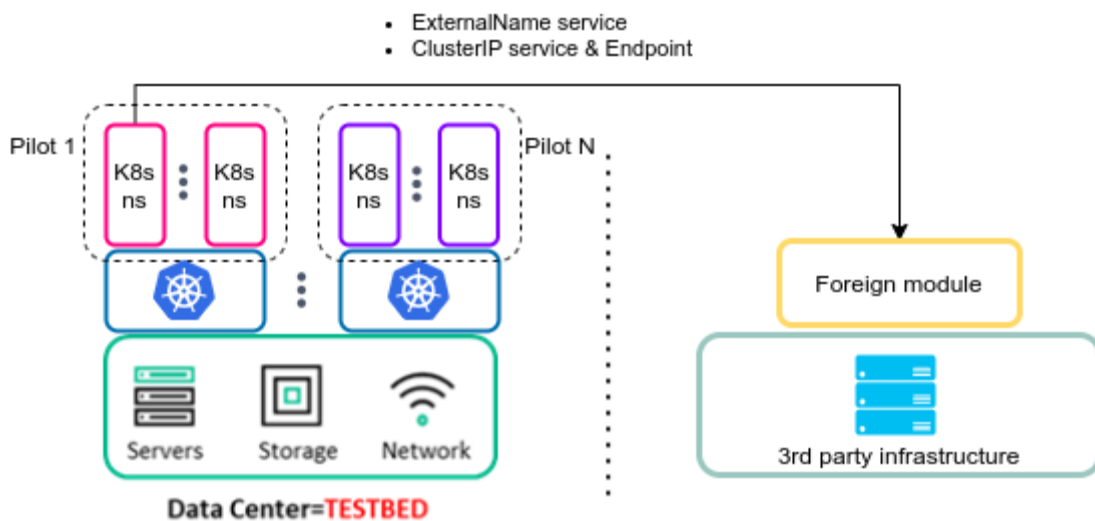 ExternalName service
ClusterIP service & Endpoint
Pilot 1
Pilot N
K8s
ns
K8s
ns
K8s
ns
K8s
ns
Foreign module
Servers
Storage
Network
3rd party infrastructure
Data Center=TESTBED